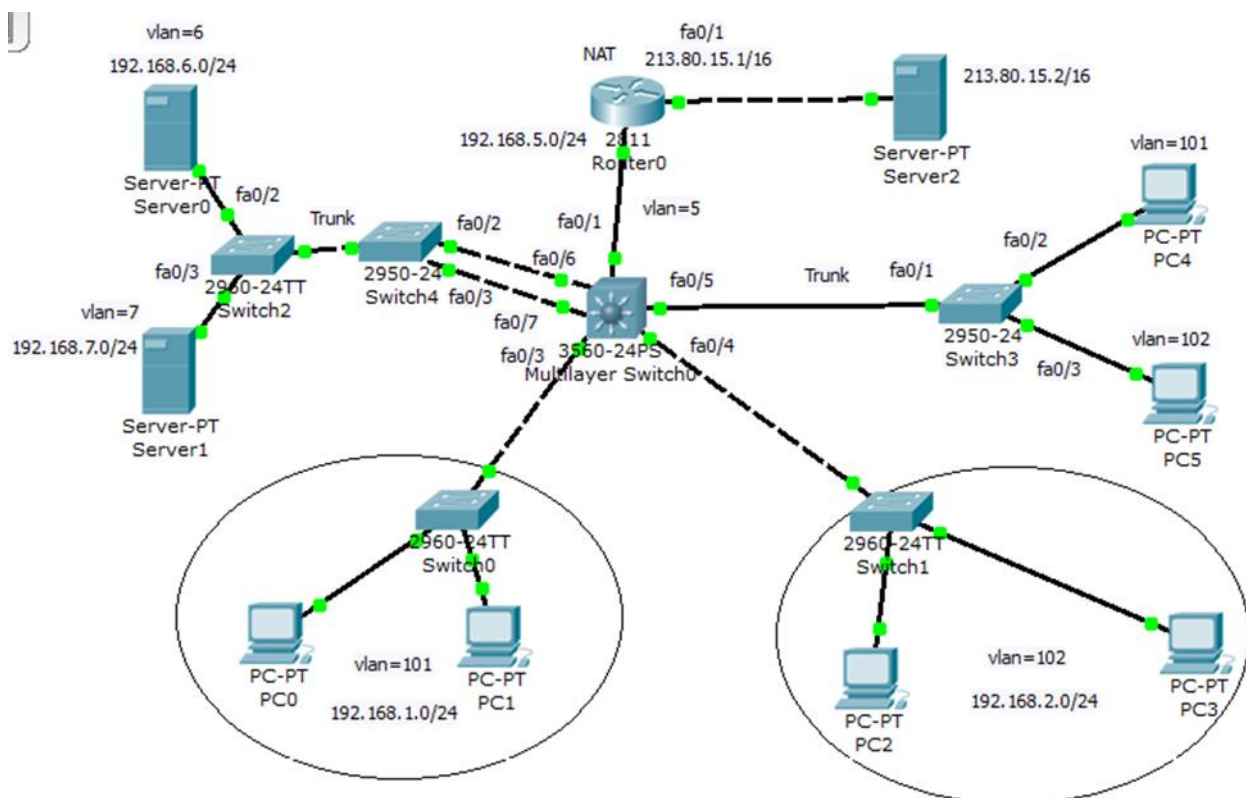 vlan=6
192.168.6.0/24
Server-PT
Server0
fa0/2
fa0/3
2960-24TT
Switch2
vlan=7
192.168.7.0/24
Server-PT
Server1
Trunk
2950-24
Switch4
fa0/2
fa0/3
fa0/6
fa0/7
fa0/3
NAT
fa0/1
213.80.15.1/16
192.168.5.0/24
2811
Router0
213.80.15.2/16
Server-PT
Server2
fa0/1
vlan=5
fa0/5
fa0/4
3560-24PS
Multilayer Switch0
Trunk
fa0/1
2950-24
Switch3
fa0/2
fa0/3
vlan=101
PC-PT
PC4
vlan=102
PC-PT
PC5
2960-24TT
Switch0
PC-PT
PC0
PC-PT
PC1
vlan=101
192.168.1.0/24
2960-24TT
Switch1
PC-PT
PC2
PC-PT
PC3
vlan=102
192.168.2.0/24